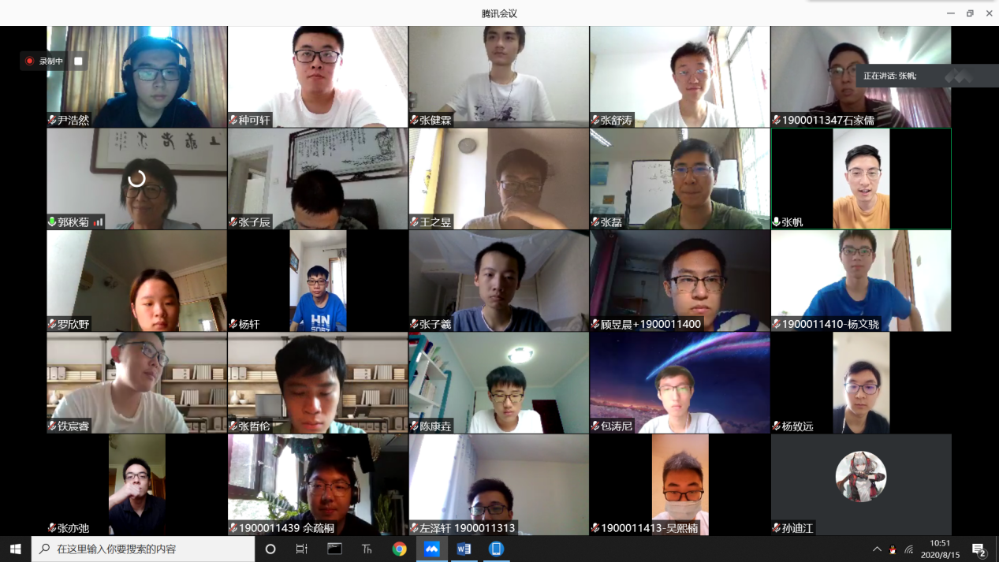 腾讯会议
录制中
正在讲话: 张帆;
尹浩然
种可轩
张健霖
张舒涛
1900011347石家儒
郭秋菊
张子辰
王之昱
张磊
张帆
罗欣野
杨轩
HN
张子羲
顾昱晨+1900011400
1900011410-杨文骁
铁宸睿
张哲伦
陈康垚
包涛尼
杨致远
张亦弛
1900011439 余疏桐
左泽轩 1900011313
1900011413-吴熙楠
孙迪江
在这里输入你要搜索的内容
Th
W
10:51
2020/8/15
2